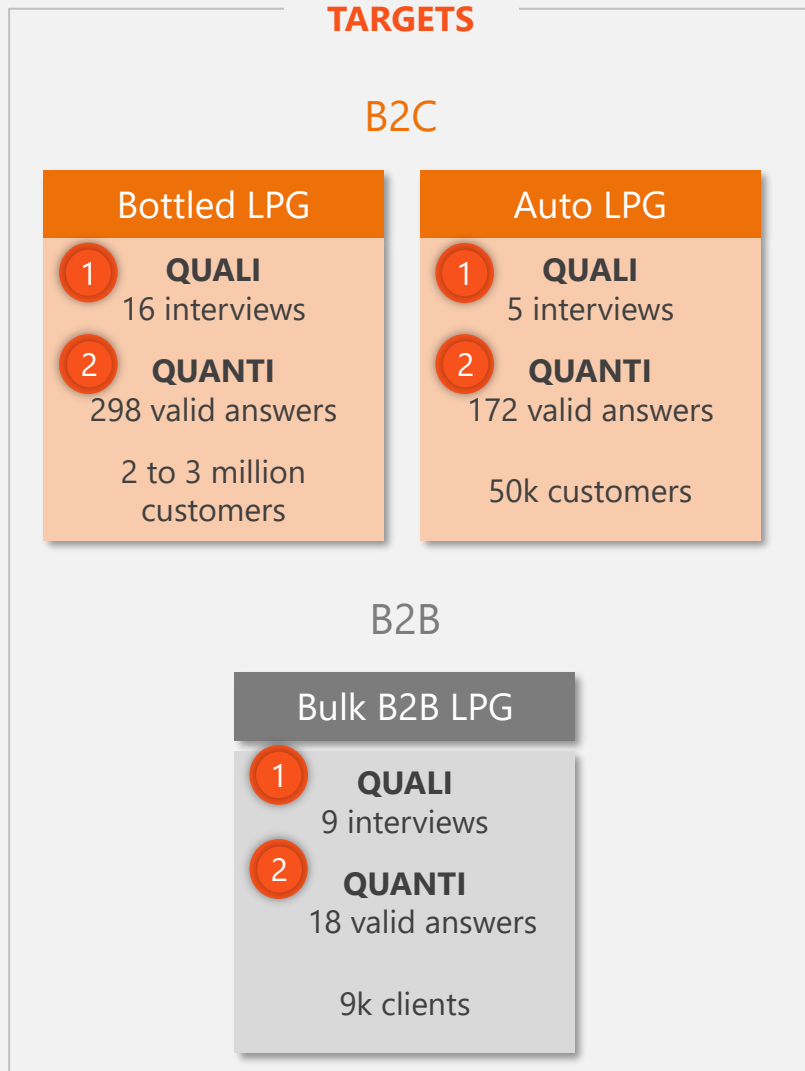 TARGETS
B2C
Bottled LPG
1 QUALI
16 interviews
2 QUANTI
298 valid answers
2 to 3 million
customers
Auto LPG
1 QUALI
5 interviews
2 QUANTI
172 valid answers
50k customers
B2B
Bulk B2B LPG
1 QUALI
9 interviews
2 QUANTI
18 valid answers
9k clients